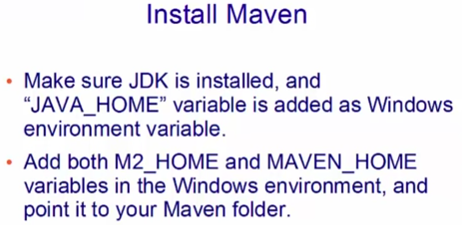 Install Maven
• Make sure JDK is installed, and
“JAVA_HOME” variable is added as Windows
environment variable.
• Add both M2_HOME and MAVEN_HOME
variables in the Windows environment, and
point it to your Maven folder.